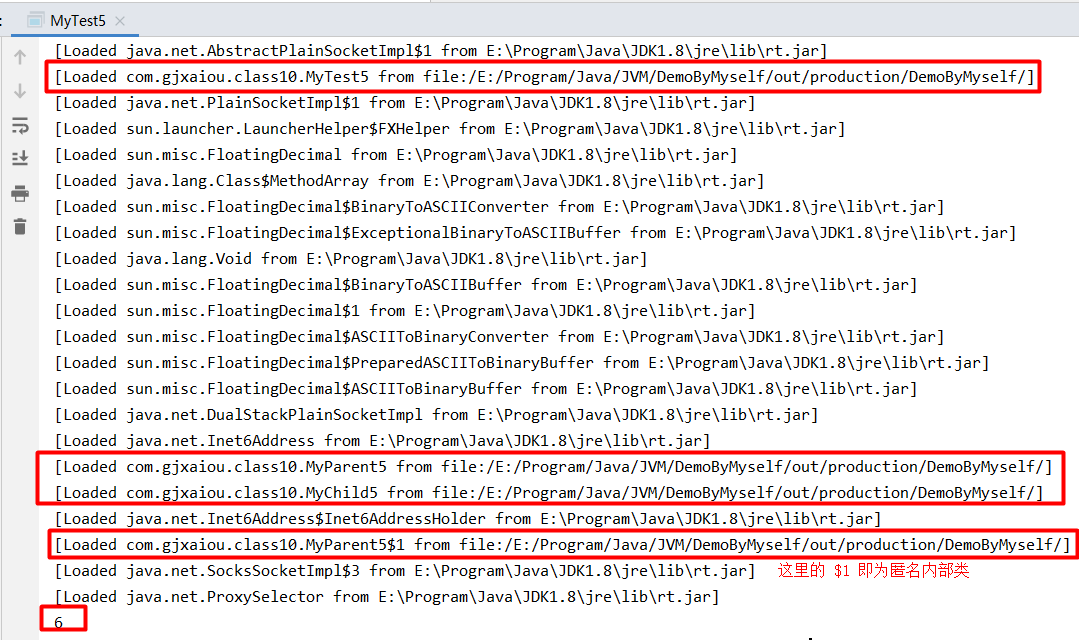 MyTest5
[Loaded java.net.AbstractPlainSocketImpl$1 from E:\Program\Java\JDK1.8\jre\lib\rt.jar]
[Loaded com.gjxaiou.class10.MyTest5 from file:/E:/Program/Java/JVM/DemoByMyself/out/production/DemoByMyself/]
[Loaded java.net.PlainSocketImpl$1 from E:\Program\Java\JDK1.8\jre\lib\rt.jar]
[Loaded sun.launcher.LauncherHelper$FXHelper from E:\Program\Java\JDK1.8\jre\lib\rt.jar]
[Loaded sun.misc.FloatingDecimal from E:\Program\Java\JDK1.8\jre\lib\rt.jar]
[Loaded java.lang.Class$MethodArray from E:\Program\Java\JDK1.8\jre\lib\rt.jar]
[Loaded sun.misc.FloatingDecimal$BinaryToASCIIConverter from E:\Program\Java\JDK1.8\jre\lib\rt.jar]
[Loaded sun.misc.FloatingDecimal$ExceptionalBinaryToASCIIBuffer from E:\Program\Java\JDK1.8\jre\lib\rt.jar]
[Loaded java.lang.Void from E:\Program\Java\JDK1.8\jre\lib\rt.jar]
[Loaded sun.misc.FloatingDecimal$BinaryToASCIIBuffer from E:\Program\Java\JDK1.8\jre\lib\rt.jar]
[Loaded sun.misc.FloatingDecimal$1 from E:\Program\Java\JDK1.8\jre\lib\rt.jar]
[Loaded sun.misc.FloatingDecimal$ASCIIToBinaryConverter from E:\Program\Java\JDK1.8\jre\lib\rt.jar]
[Loaded sun.misc.FloatingDecimal$PreparedASCIIToBinaryBuffer from E:\Program\Java\JDK1.8\jre\lib\rt.jar]
[Loaded sun.misc.FloatingDecimal$ASCIIToBinaryBuffer from E:\Program\Java\JDK1.8\jre\lib\rt.jar]
[Loaded java.net.DualStackPlainSocketImpl from E:\Program\Java\JDK1.8\jre\lib\rt.jar]
[Loaded java.net.Inet6Address from E:\Program\Java\JDK1.8\jre\lib\rt.jar]
[Loaded com.gjxaiou.class10.MyParent5 from file:/E:/Program/Java/JVM/DemoByMyself/out/production/DemoByMyself/]
[Loaded com.gjxaiou.class10.MyChild5 from file:/E:/Program/Java/JVM/DemoByMyself/out/production/DemoByMyself/]
[Loaded java.net.Inet6Address$Inet6AddressHolder from E:\Program\Java\JDK1.8\jre\lib\rt.jar]
[Loaded com.gjxaiou.class10.MyParent5$1 from file:/E:/Program/Java/JVM/DemoByMyself/out/production/DemoByMyself/]
[Loaded java.net.SocksSocketImpl$3 from E:\Program\Java\JDK1.8\jre\lib\rt.jar] 这里的 $1 即为匿名内部类
[Loaded java.net.ProxySelector from E:\Program\Java\JDK1.8\jre\lib\rt.jar]
6